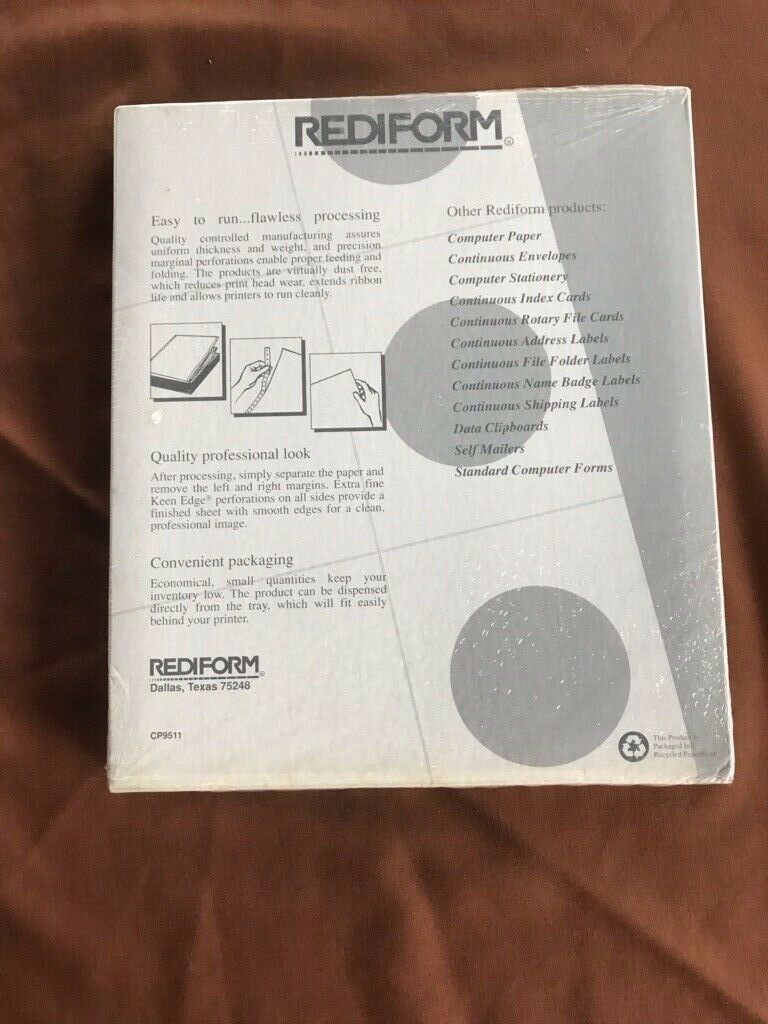 REDIFORM®
Easy to run...flawless processing
Quality controlled manufacturing assures
uniform thickness and weight, and precision
marginal perforations enable proper feeding and
folding. The products are virtually dust free,
which reduces print head wear, extends ribbon
life and allows printers to run cleanly.
Quality professional look
After processing, simply separate the paper and
remove the left and right margins. Extra fine
Keen Edge® perforations on all sides provide a
finished sheet with smooth edges for a clean,
professional image.
Convenient packaging
Economical, small quantities keep your
inventory low. The product can be dispensed
directly from the tray, which will fit easily
behind your printer.
REDIFORM®
Dallas, Texas 75248
CP9511
Other Rediform products:
Computer Paper
Continuous Envelopes
Computer Stationery
Continuous Index Cards
Continuous Rotary File Cards
Continuous Address Labels
Continuous File Folder Labels
Continuous Name Badge Labels
Continuous Shipping Labels
Data Clipboards
Self Mailers
Standard Computer Forms
This Product Is
Packaged In
Recycled Paperboard